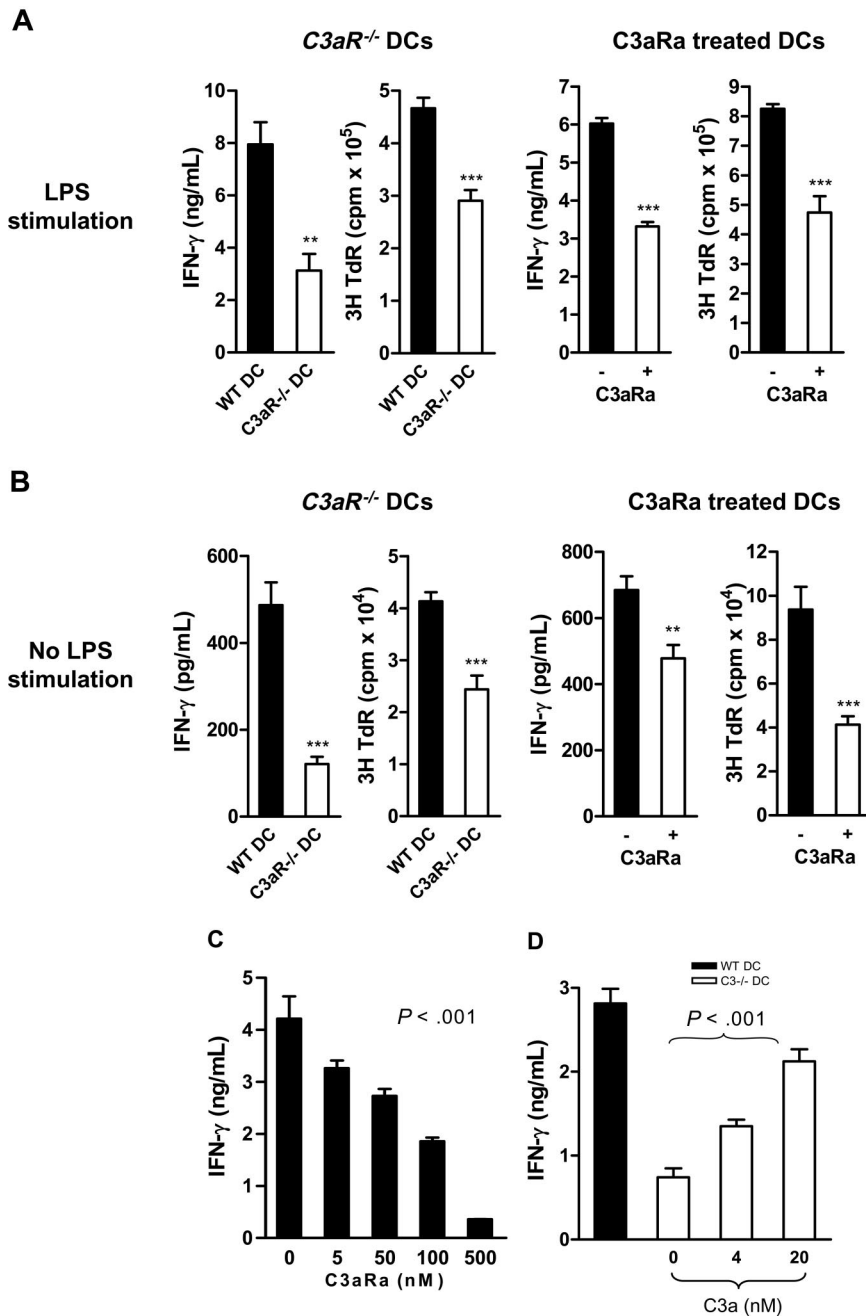 A
C3aR-/- DCs
C3aRa treated DCs
LPS
stimulation
IFN-γ (ng/mL)
10
8
6
4
2
0
WT DC
C3aR-/- DC
**
3H TdR (cpm x 10^5)
5
4
3
2
1
0
WT DC
C3aR-/- DC
***
IFN-γ (ng/mL)
7
6
5
4
3
2
1
0
***
- +
C3aRa
3H TdR (cpm x 10^5)
9
8
7
6
5
4
3
2
1
0
***
- +
C3aRa
B
C3aR-/- DCs
C3aRa treated DCs
No LPS
stimulation
IFN-γ (pg/mL)
600
400
200
0
WT DC
C3aR-/- DC
***
3H TdR (cpm x 10^4)
5
4
3
2
1
0
WT DC
C3aR-/- DC
***
IFN-γ (pg/mL)
800
600
400
200
0
**
- +
C3aRa
3H TdR (cpm x 10^4)
12
10
8
6
4
2
0
***
- +
C3aRa
C
IFN-γ (ng/mL)
5
4
3
2
1
0
P < .001
0 5 50 100 500
C3aRa (nM)
D
WT DC
C3-/- DC
IFN-γ (ng/mL)
3
2
1
0
P < .001
0 4 20
C3a (nM)